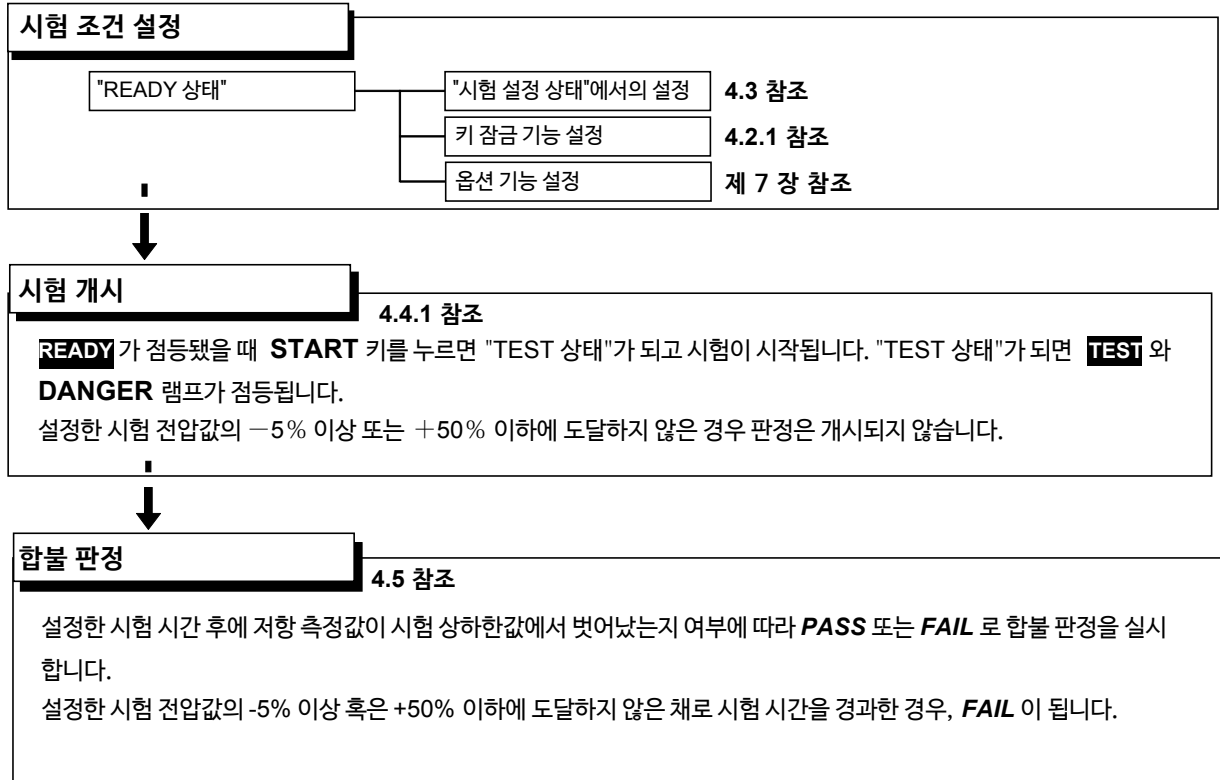 시험 조건 설정
"READY 상태"
"시험 설정 상태"에서의 설정 4.3 참조
키 잠금 기능 설정 4.2.1 참조
옵션 기능 설정 제 7 장 참조
시험 개시
4.4.1 참조
READY 가 점등됐을 때 START 키를 누르면 "TEST 상태"가 되고 시험이 시작됩니다. "TEST 상태"가 되면 TEST 와
DANGER 램프가 점등됩니다.
설정한 시험 전압값의 －5% 이상 또는 ＋50% 이하에 도달하지 않은 경우 판정은 개시되지 않습니다.
합불 판정
4.5 참조
설정한 시험 시간 후에 저항 측정값이 시험 상하한값에서 벗어났는지 여부에 따라 PASS 또는 FAIL 로 합불 판정을 실시
합니다.
설정한 시험 전압값의 -5% 이상 혹은 +50% 이하에 도달하지 않은 채로 시험 시간을 경과한 경우, FAIL 이 됩니다.